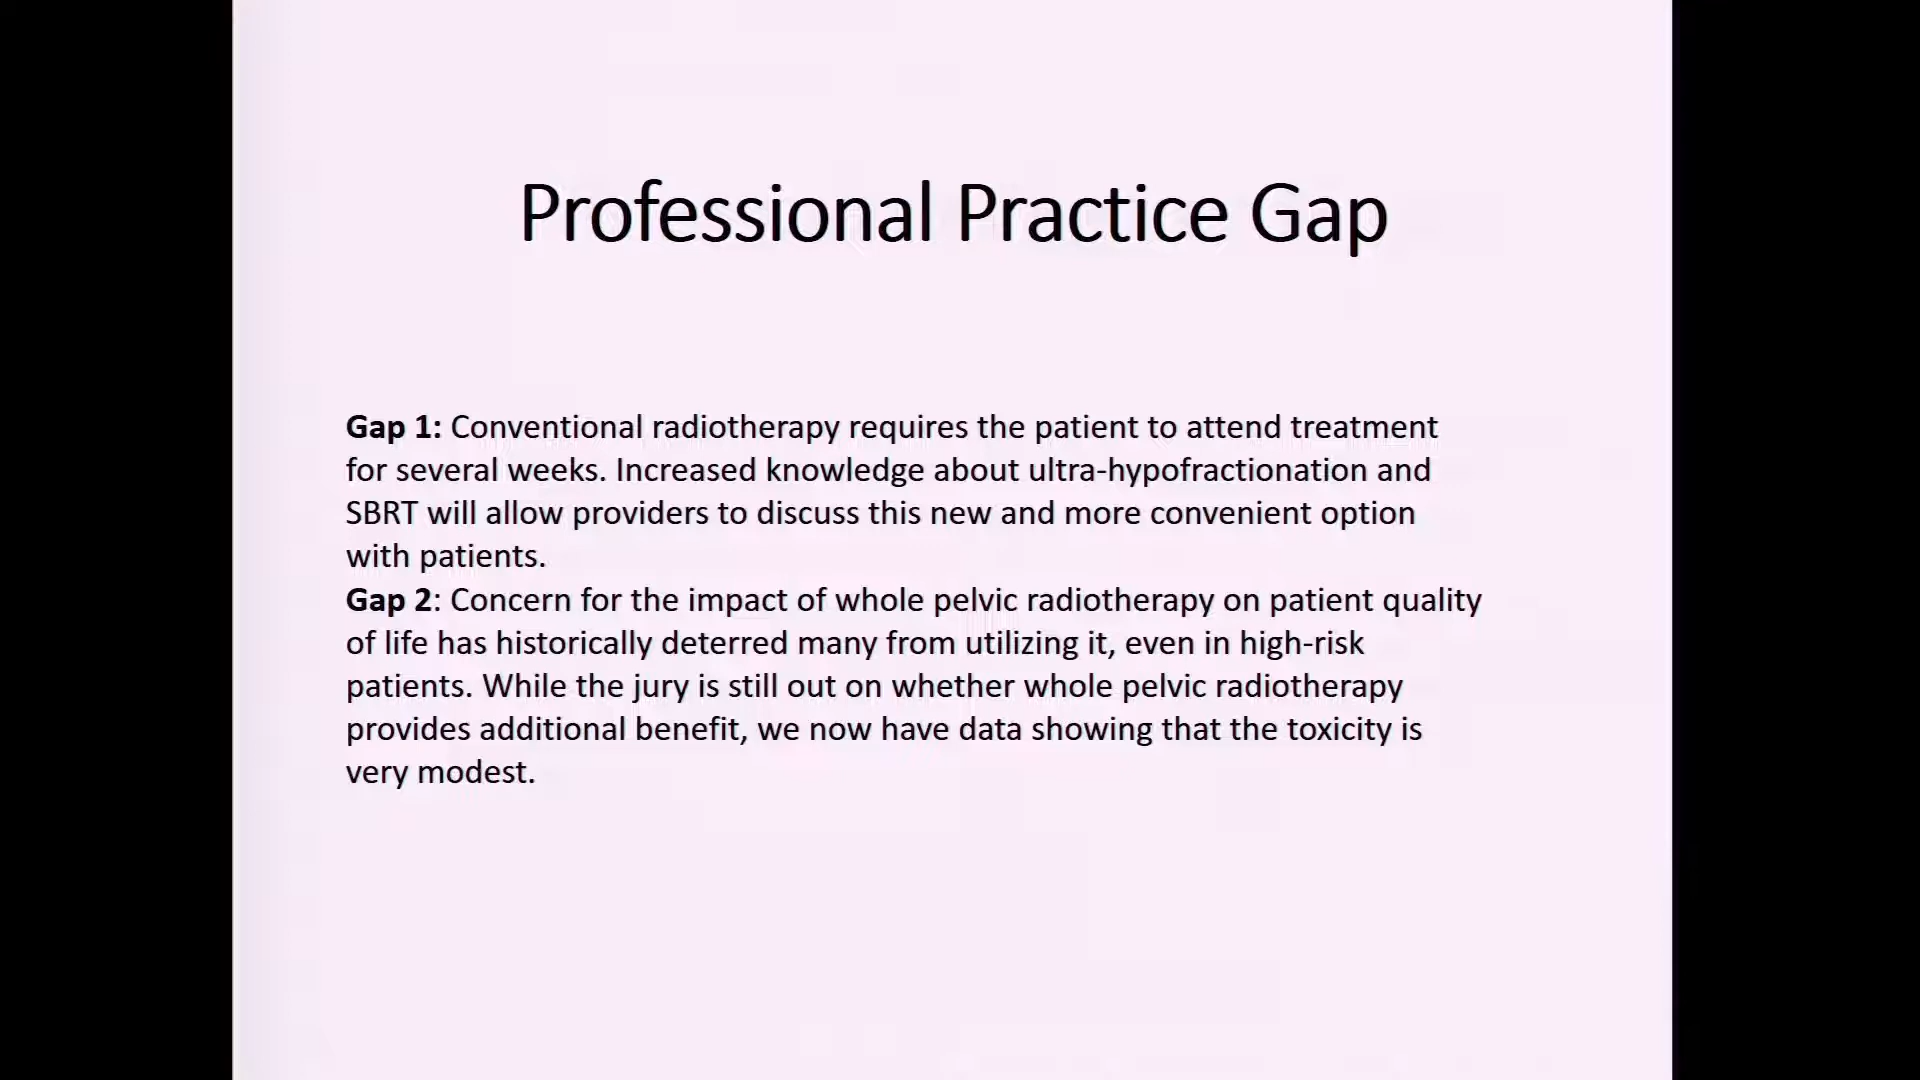 Professional Practice Gap
Gap 1: Conventional radiotherapy requires the patient to attend treatment
for several weeks. Increased knowledge about ultra-hypofractionation and
SBRT will allow providers to discuss this new and more convenient option
with patients.
Gap 2: Concern for the impact of whole pelvic radiotherapy on patient quality
of life has historically deterred many from utilizing it, even in high-risk
patients. While the jury is still out on whether whole pelvic radiotherapy
provides additional benefit, we now have data showing that the toxicity is
very modest.